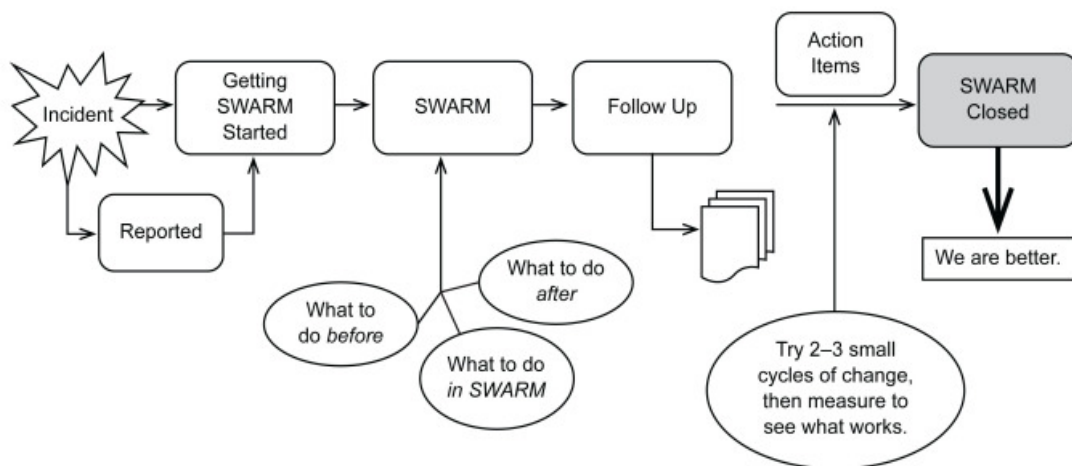 Incident
Getting
SWARM
Started
SWARM
Follow Up
Action
Items
SWARM
Closed
Reported
We are better.
What to do
after
What to
do before
What to do
in SWARM
Try 2–3 small
cycles of change,
then measure to
see what works.